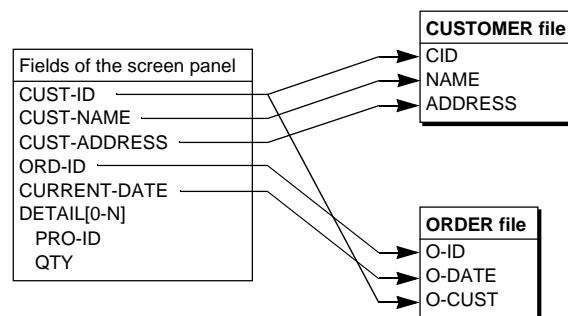 Fields of the screen panel
CUST-ID
CUST-NAME
CUST-ADDRESS
ORD-ID
CURRENT-DATE
DETAIL[0-N]
PRO-ID
QTY
CUSTOMER file
CID
NAME
ADDRESS
ORDER file
O-ID
O-DATE
O-CUST